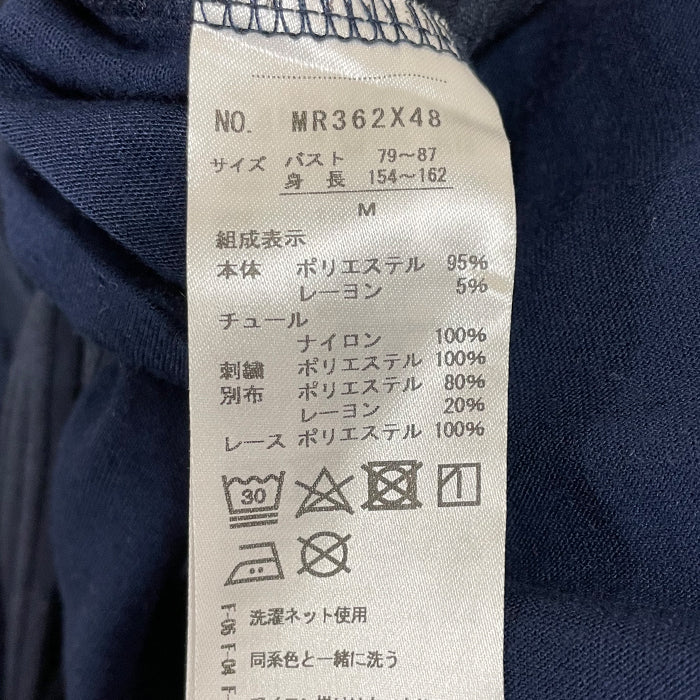 NO. MR362X48
サイズ バスト 79～87
身長 154～162
M
組成表示
本体 ポリエステル 95%
レーヨン 5%
チュール
ナイロン 100%
刺繍 ポリエステル 100%
別布 ポリエステル 80%
レーヨン 20%
レース ポリエステル 100%
30
洗濯ネット使用
同系色と一緒に洗う
F-05 F-04 F-